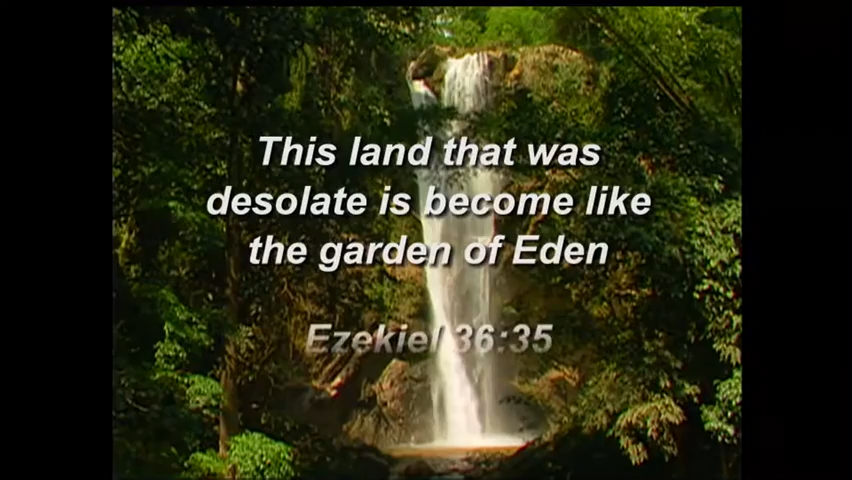 This land that was
desolate is become like
the garden of Eden
Ezekiel 36:35